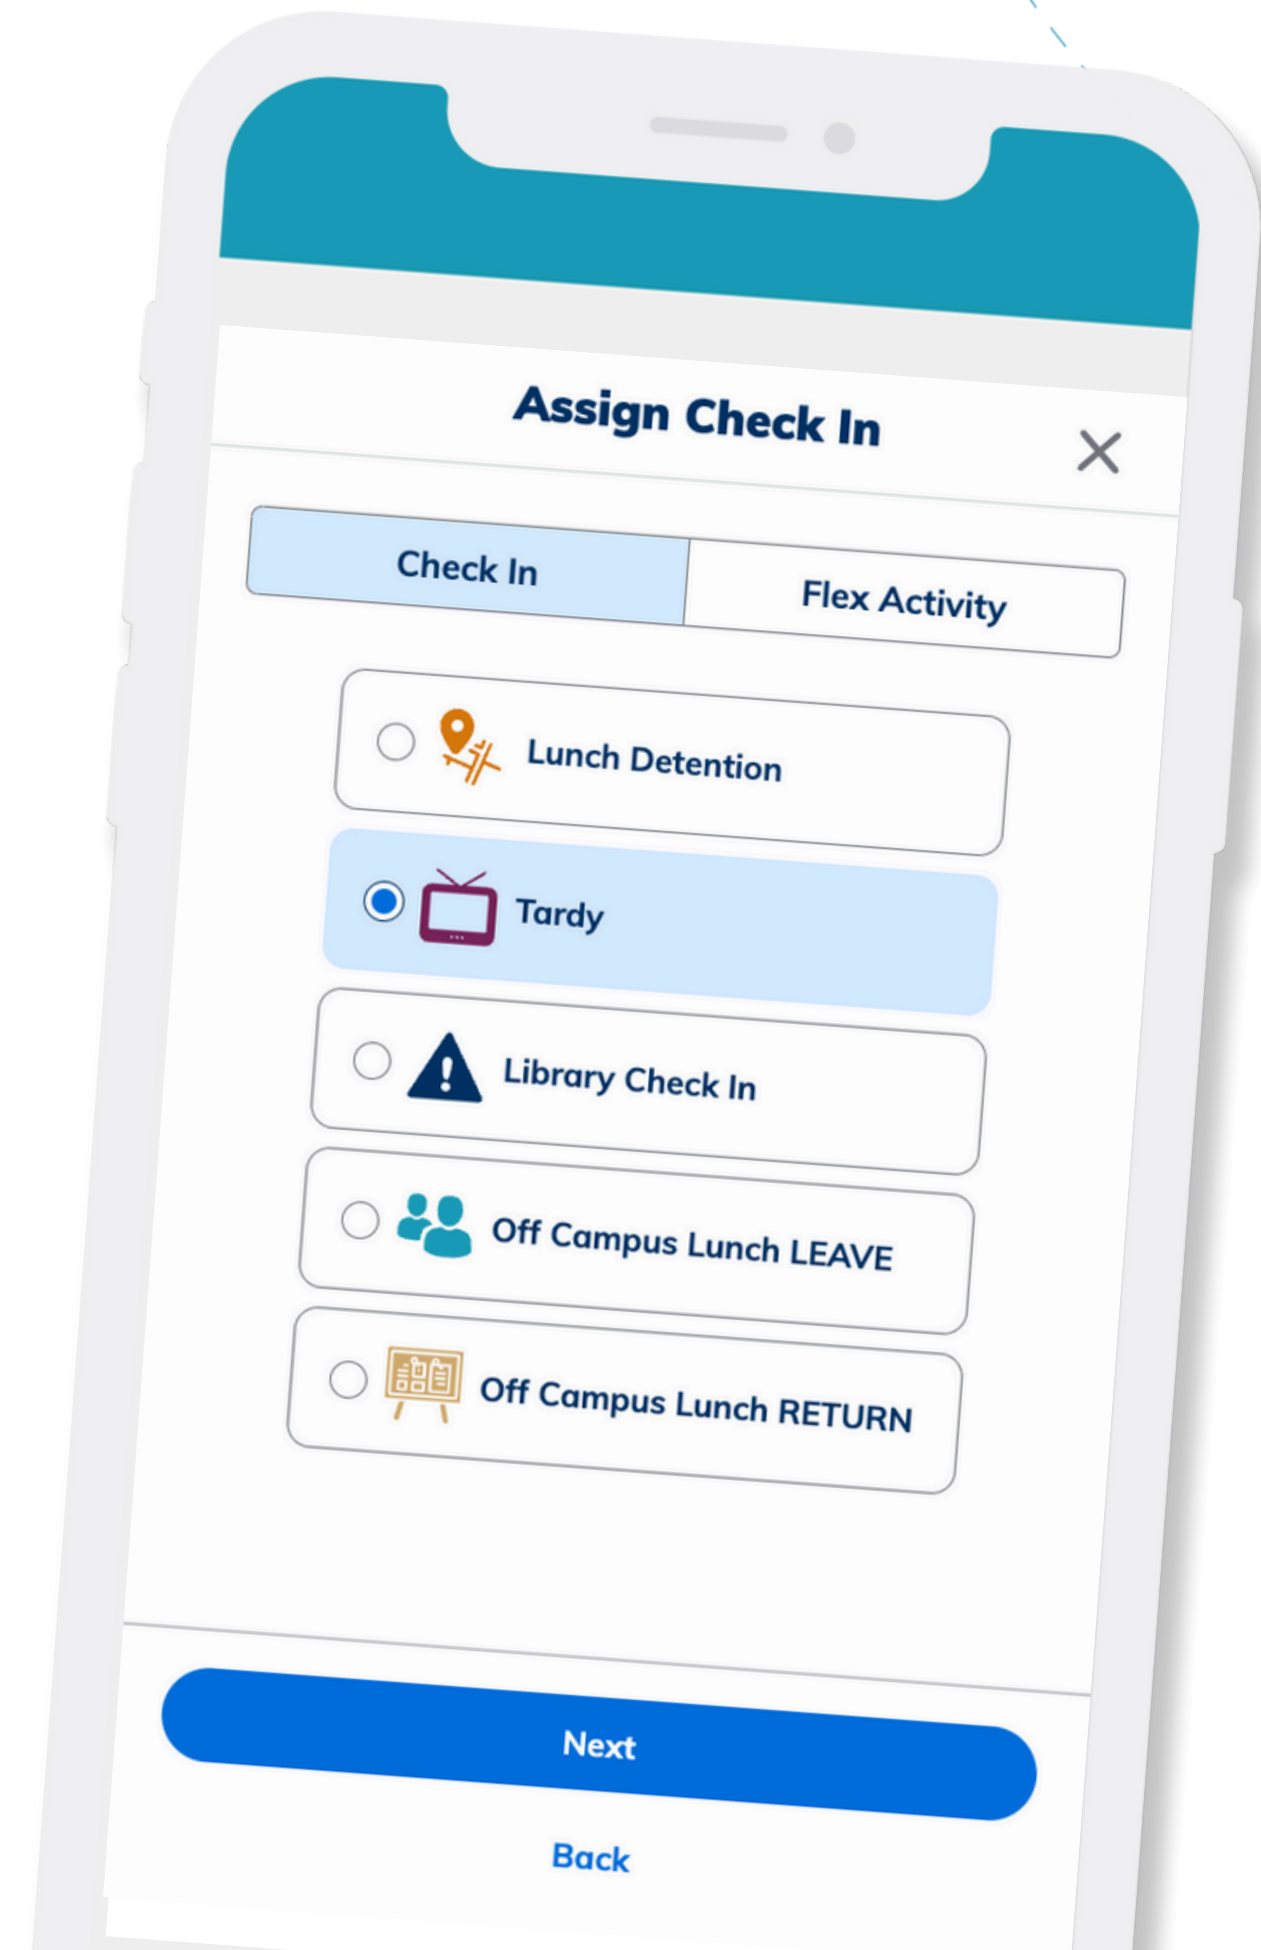 Assign Check In
Check In
Flex Activity
Lunch Detention
Tardy
Library Check In
Off Campus Lunch LEAVE
Off Campus Lunch RETURN
Next
Back